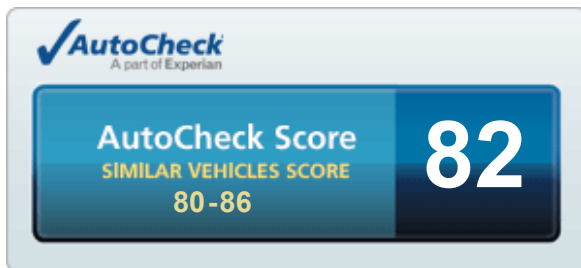 AutoCheck
A part of Experian
AutoCheck Score
SIMILAR VEHICLES SCORE
80-86
82